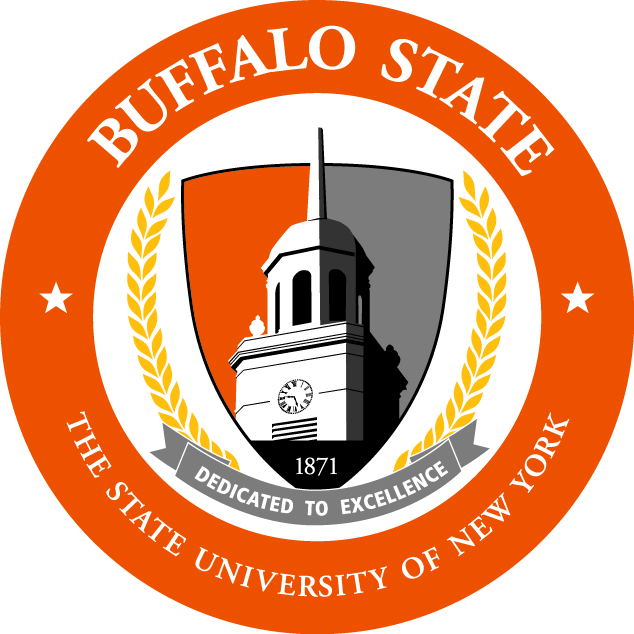 BUFFALO STATE
1871
DEDICATED TO EXCELLENCE
THE STATE UNIVERSITY OF NEW YORK